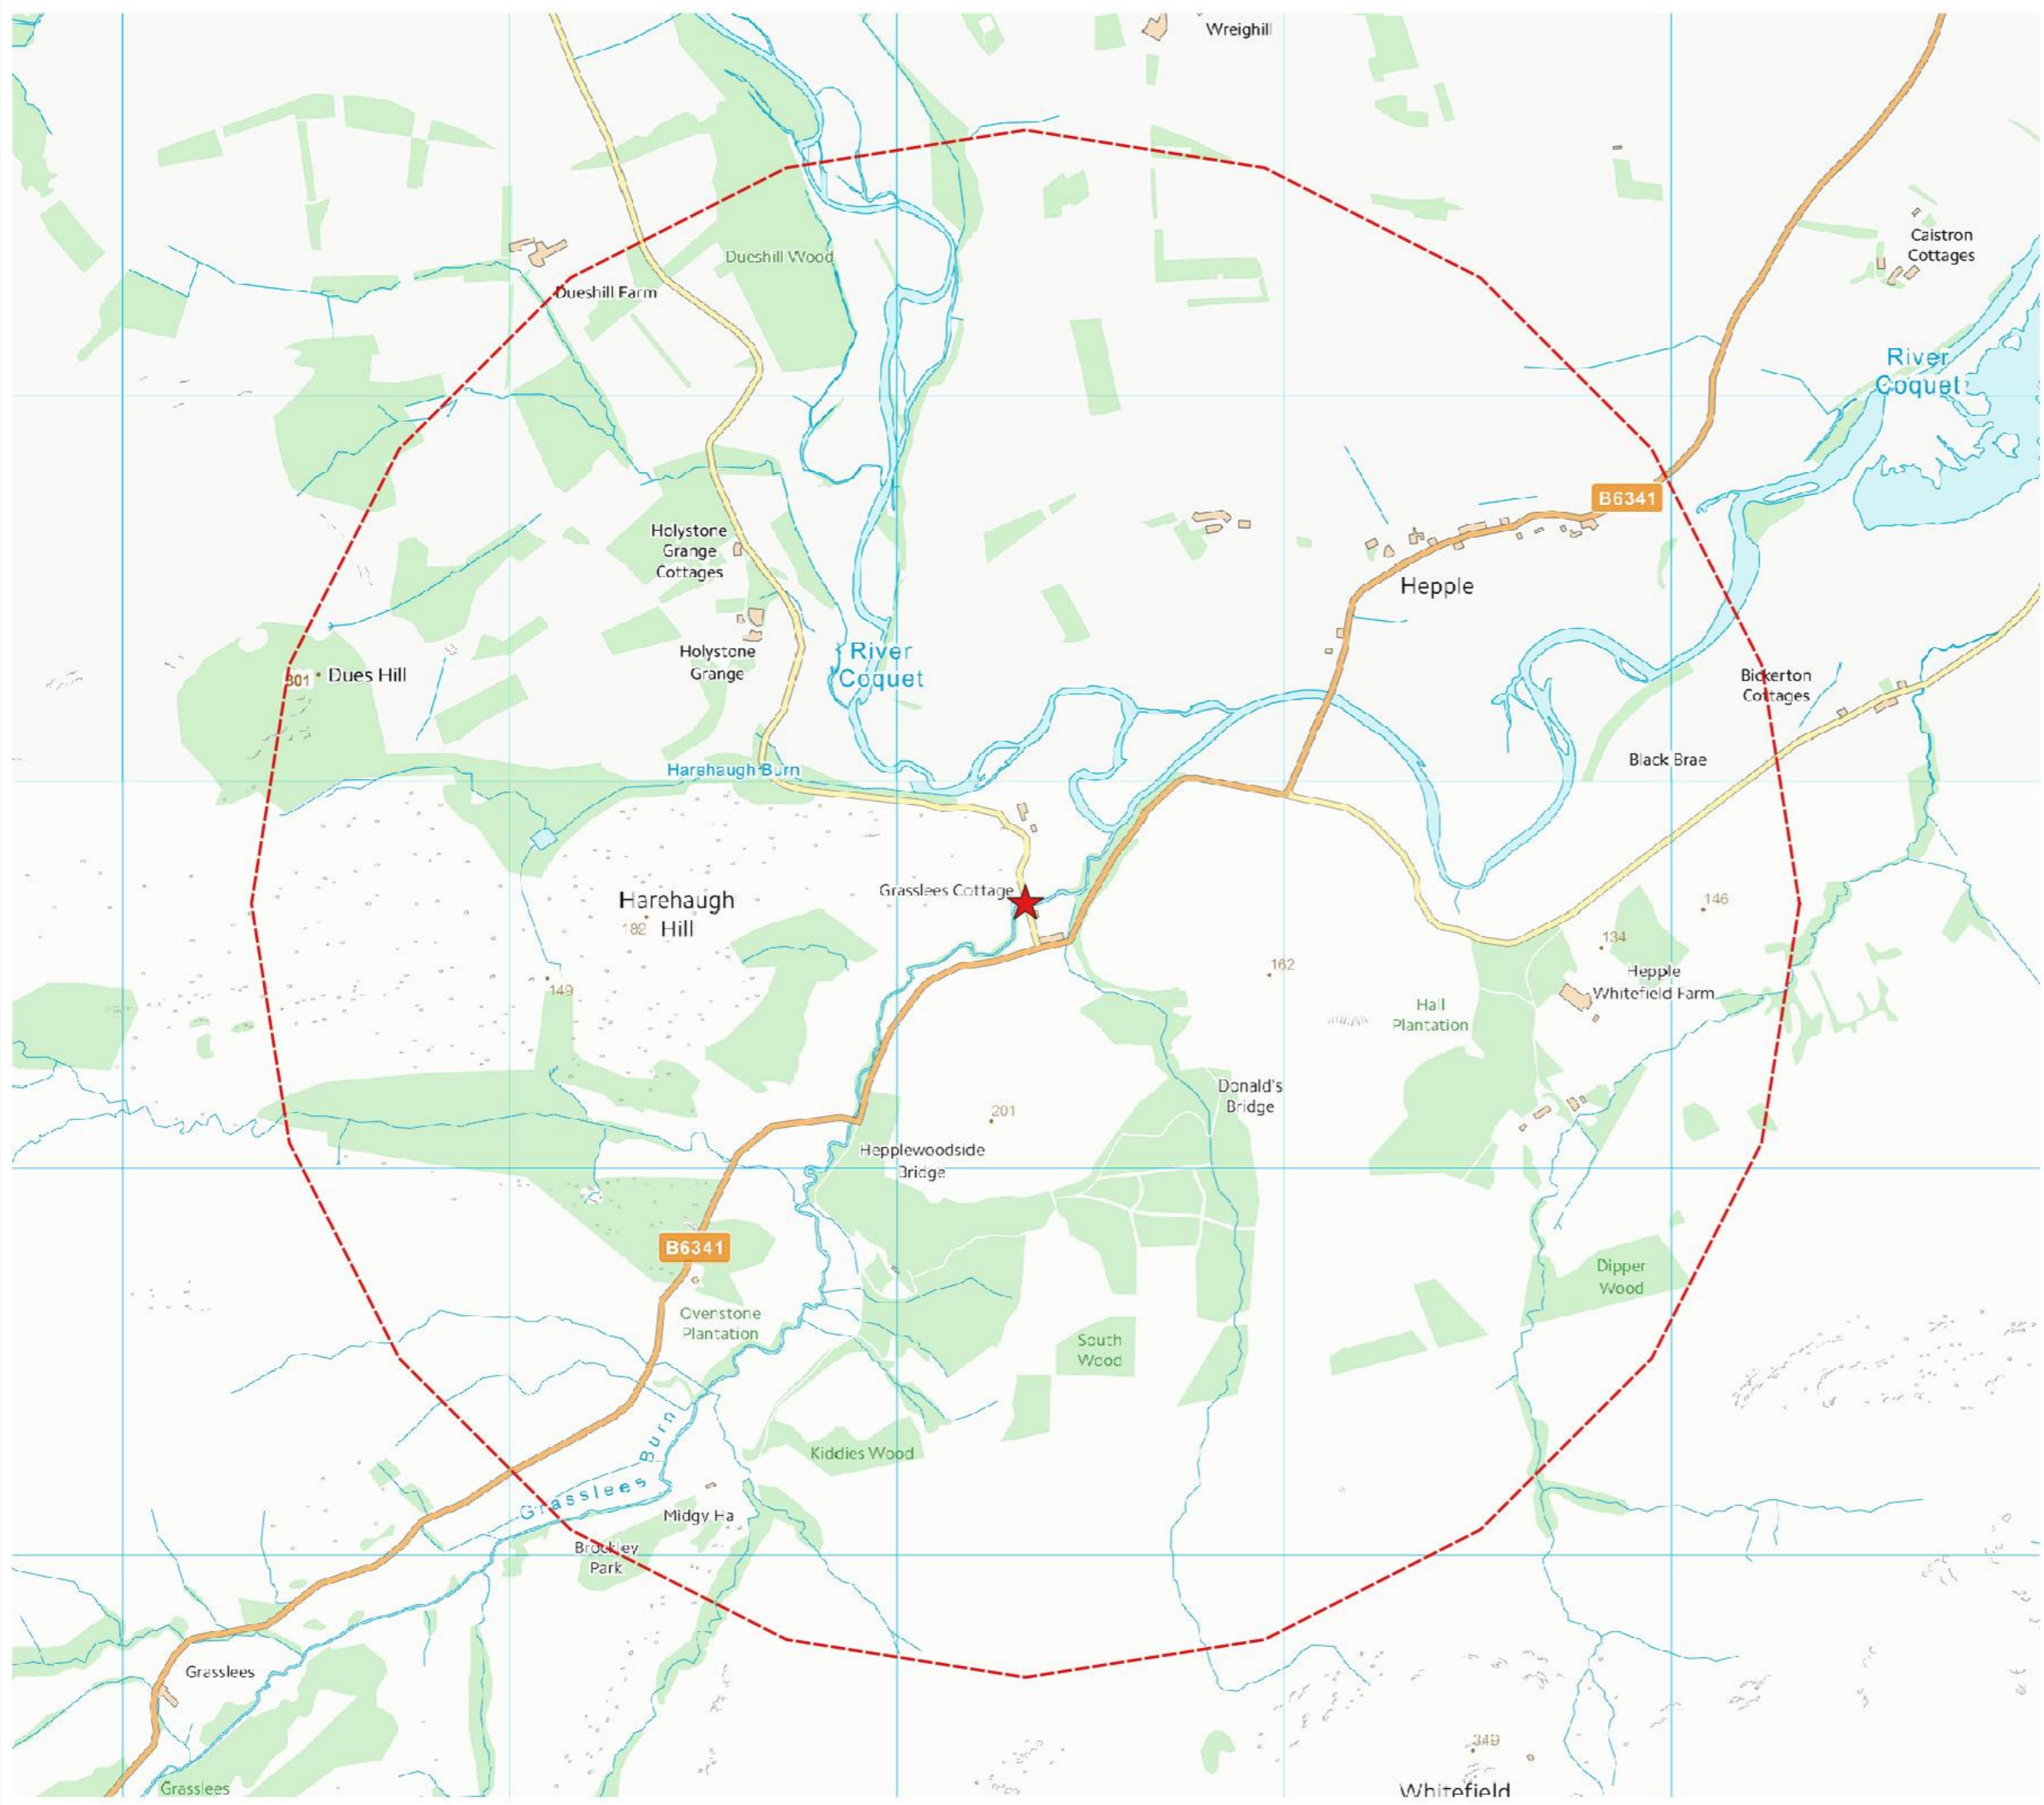 Wreighill
Caistron
Cottages
Dueshill Wood
Dueshill Farm
River
Coquet
B6341
Holystone
Grange
Cottages
Hepple
Holystone
Grange
River
Coquet
301
Dues Hill
Bickerton
Cottages
Black Brae
Harehaugh Burn
Grasslees Cottage
Harehaugh
Hill
182
146
134
162
Hepple
Whitefield Farm
149
Hall
Plantation
Donald's
Bridge
201
Hepplewoodside
Bridge
B6341
Dipper
Wood
Ovenstone
Plantation
South
Wood
Kiddies Wood
Grasslees Burn
Midgy Ha
Brockley
Park
Grasslees
349
Grasslees
Whitefield